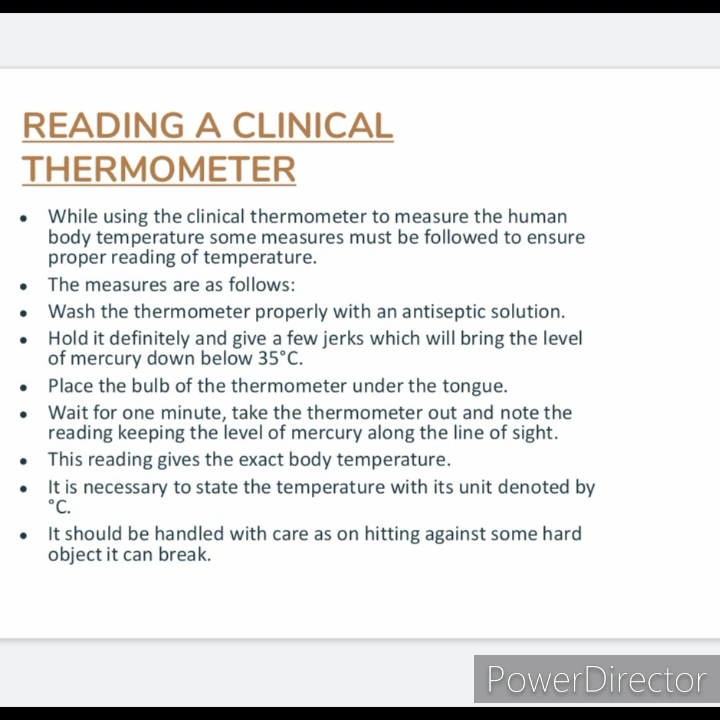 READING A CLINICAL
THERMOMETER
• While using the clinical thermometer to measure the human
body temperature some measures must be followed to ensure
proper reading of temperature.
• The measures are as follows:
• Wash the thermometer properly with an antiseptic solution.
• Hold it definitely and give a few jerks which will bring the level
of mercury down below 35°C.
• Place the bulb of the thermometer under the tongue.
• Wait for one minute, take the thermometer out and note the
reading keeping the level of mercury along the line of sight.
• This reading gives the exact body temperature.
• It is necessary to state the temperature with its unit denoted by
°C.
• It should be handled with care as on hitting against some hard
object it can break.
PowerDirector